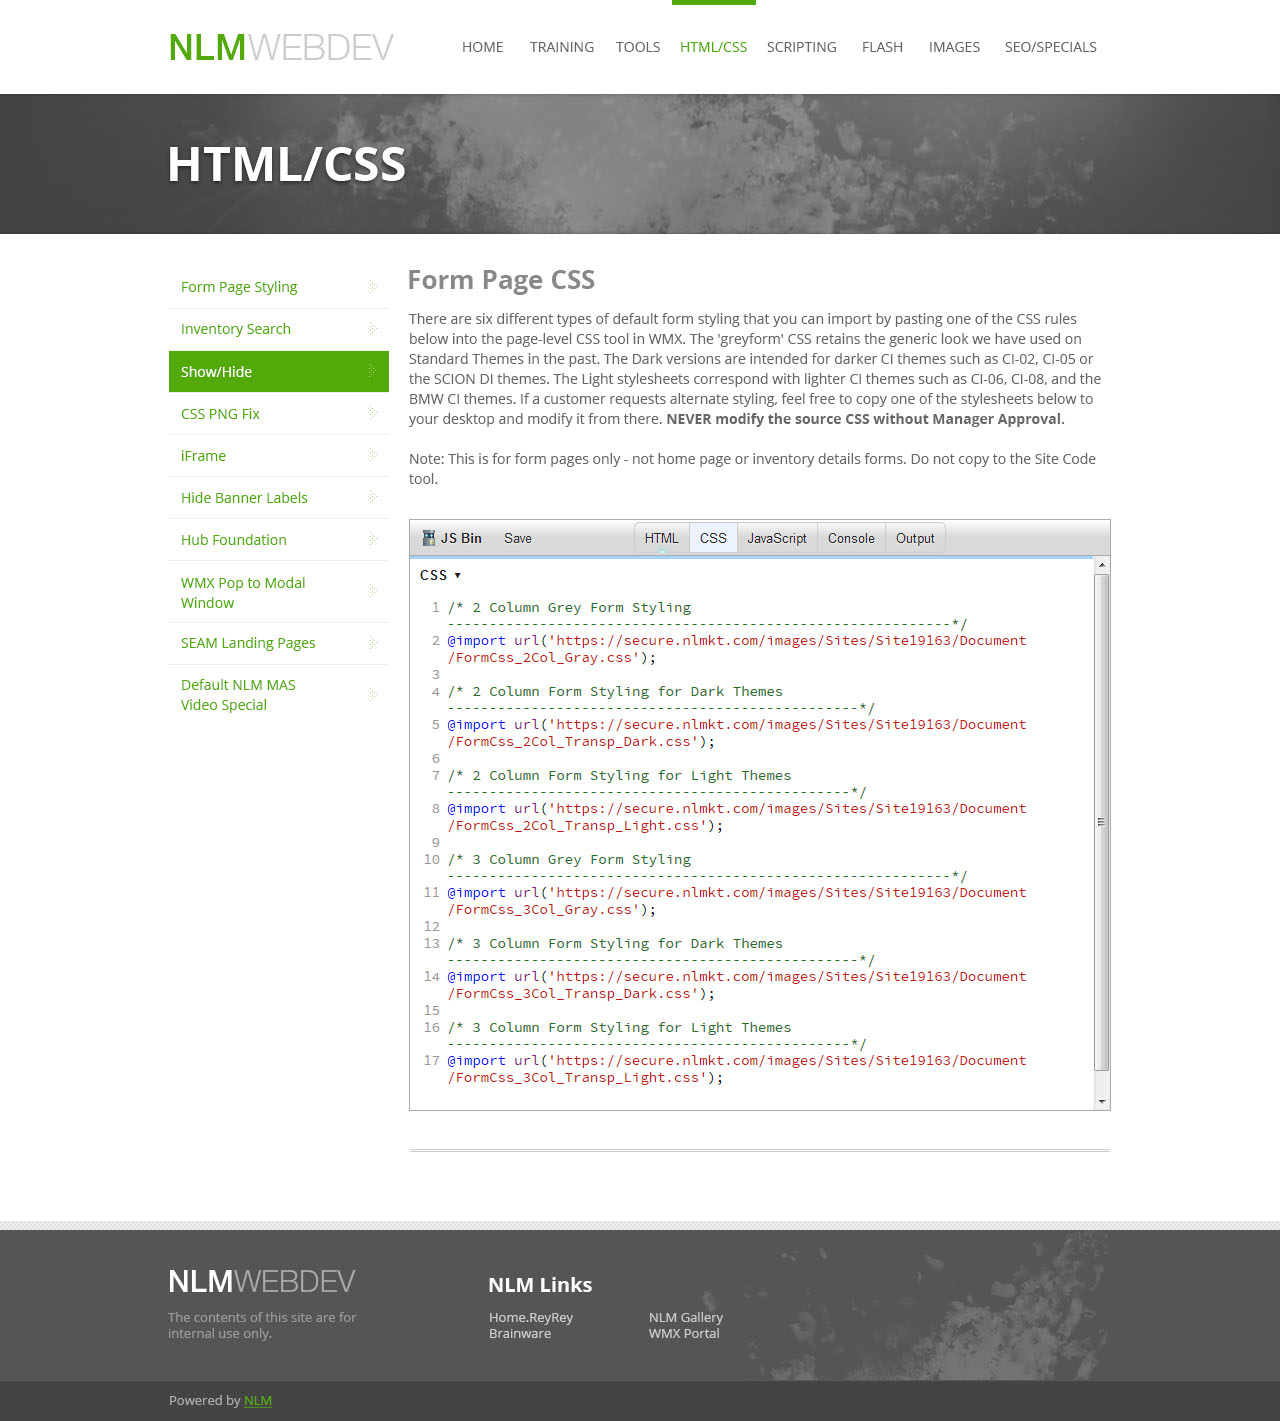 NLMWEBDEV
HOME TRAINING TOOLS HTML/CSS SCRIPTING FLASH IMAGES SEO/SPECIALS
HTML/CSS
Form Page Styling
Inventory Search
Show/Hide
CSS PNG Fix
iFrame
Hide Banner Labels
Hub Foundation
WMX Pop to Modal
Window
SEAM Landing Pages
Default NLM MAS
Video Special
Form Page CSS
There are six different types of default form styling that you can import by pasting one of the CSS rules
below into the page-level CSS tool in WMX. The 'greyform' CSS retains the generic look we have used on
Standard Themes in the past. The Dark versions are intended for darker CI themes such as CI-02, CI-05 or
the SCION DI themes. The Light stylesheets correspond with lighter CI themes such as CI-06, CI-08, and the
BMW CI themes. If a customer requests alternate styling, feel free to copy one of the stylesheets below to
your desktop and modify it from there. NEVER modify the source CSS without Manager Approval.
Note: This is for form pages only - not home page or inventory details forms. Do not copy to the Site Code
tool.
JS Bin Save HTML CSS JavaScript Console Output
CSS ▾
1 /* 2 Column Grey Form Styling
------------------------------------------------------------*/
2 @import url('https://secure.nlmkt.com/images/Sites/Site19163/Document
/FormCss_2Col_Gray.css');
3
4 /* 2 Column Form Styling for Dark Themes
-------------------------------------------------*/
5 @import url('https://secure.nlmkt.com/images/Sites/Site19163/Document
/FormCss_2Col_Transp_Dark.css');
6
7 /* 2 Column Form Styling for Light Themes
------------------------------------------------*/
8 @import url('https://secure.nlmkt.com/images/Sites/Site19163/Document
/FormCss_2Col_Transp_Light.css');
9
10 /* 3 Column Grey Form Styling
------------------------------------------------------------*/
11 @import url('https://secure.nlmkt.com/images/Sites/Site19163/Document
/FormCss_3Col_Gray.css');
12
13 /* 3 Column Form Styling for Dark Themes
-------------------------------------------------*/
14 @import url('https://secure.nlmkt.com/images/Sites/Site19163/Document
/FormCss_3Col_Transp_Dark.css');
15
16 /* 3 Column Form Styling for Light Themes
------------------------------------------------*/
17 @import url('https://secure.nlmkt.com/images/Sites/Site19163/Document
/FormCss_3Col_Transp_Light.css');
NLMWEBDEV
The contents of this site are for
internal use only.
NLM Links
Home.ReyRey
Brainware
NLM Gallery
WMX Portal
Powered by NLM